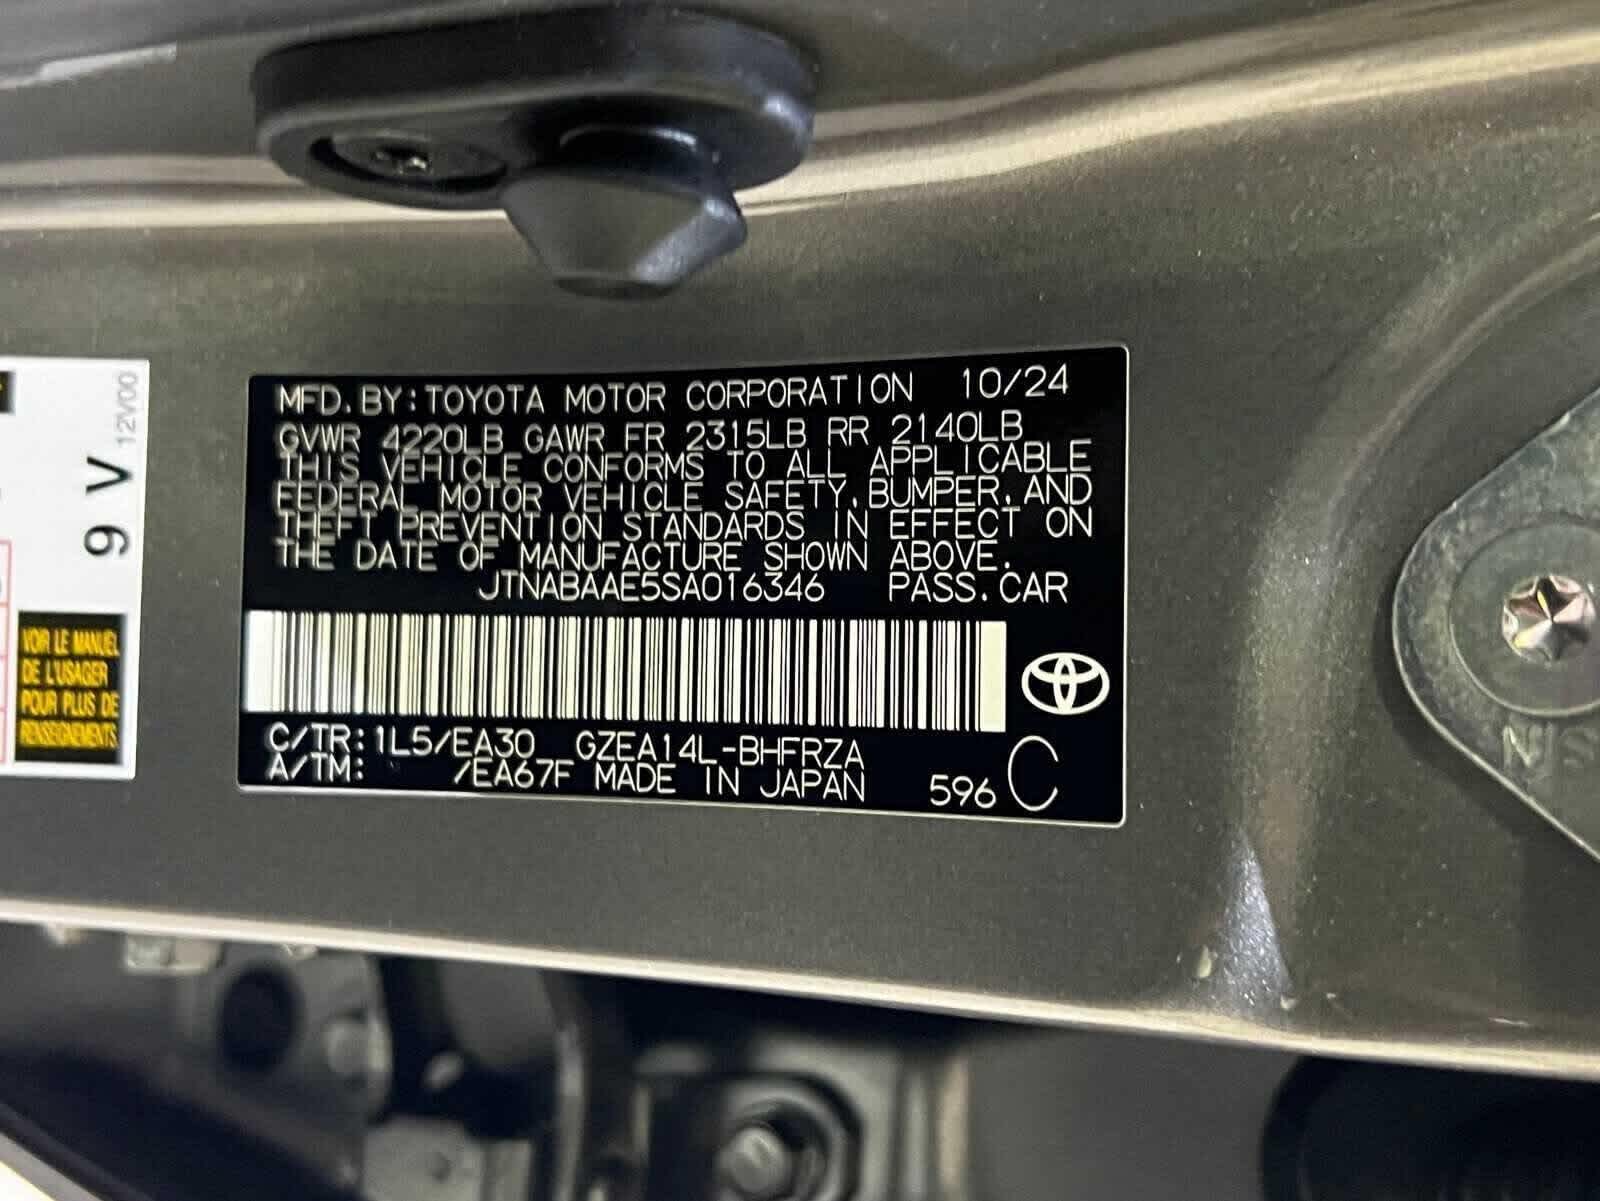 12V00
9 V
VOIR LE MANUEL
DE L'USAGER
POUR PLUS DE
RENSEIGNEMENTS
MFD.BY:TOYOTA MOTOR CORPORATION 10/24
GVWR 4220LB GAWR FR 2315LB RR 2140LB
THIS VEHICLE CONFORMS TO ALL APPLICABLE
FEDERAL MOTOR VEHICLE SAFETY,BUMPER,AND
THEFT PREVENTION STANDARDS IN EFFECT ON
THE DATE OF MANUFACTURE SHOWN ABOVE.
JTNABAAE5SA016346 PASS.CAR
C/TR:1L5/EA30 GZEA14L-BHFRZA
A/TM: /EA67F MADE IN JAPAN 596 C